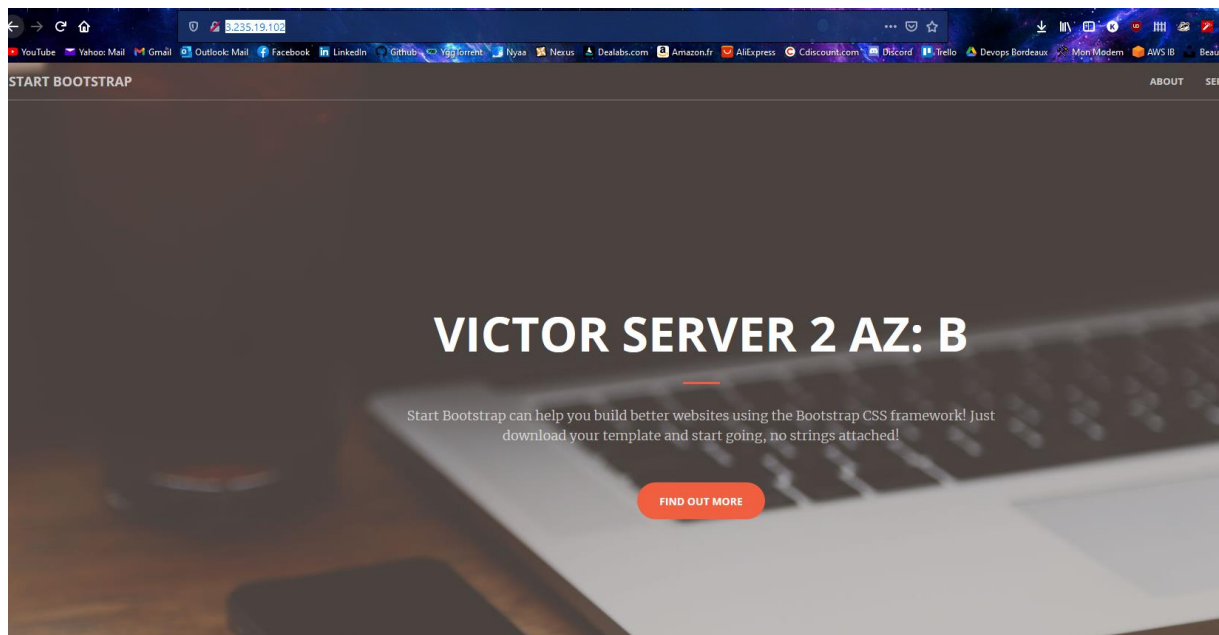 3.235.19.102
YouTube Yahoo: Mail Gmail Outlook: Mail Facebook LinkedIn Github YggTorrent Nyaa Nexus Dealabs.com Amazon.fr AliExpress Cdiscount.com Discord Trello Devops Bordeaux Mon Modem AWS IB Beau
START BOOTSTRAP
ABOUT SE
VICTOR SERVER 2 AZ: B
Start Bootstrap can help you build better websites using the Bootstrap CSS framework! Just
download your template and start going, no strings attached!
FIND OUT MORE